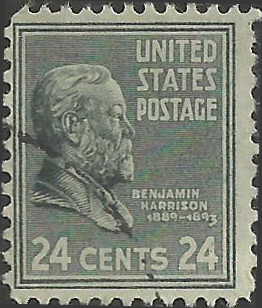 UNITED
STATES
POSTAGE
BENJAMIN
HARRISON
1889-1893
24 CENTS 24